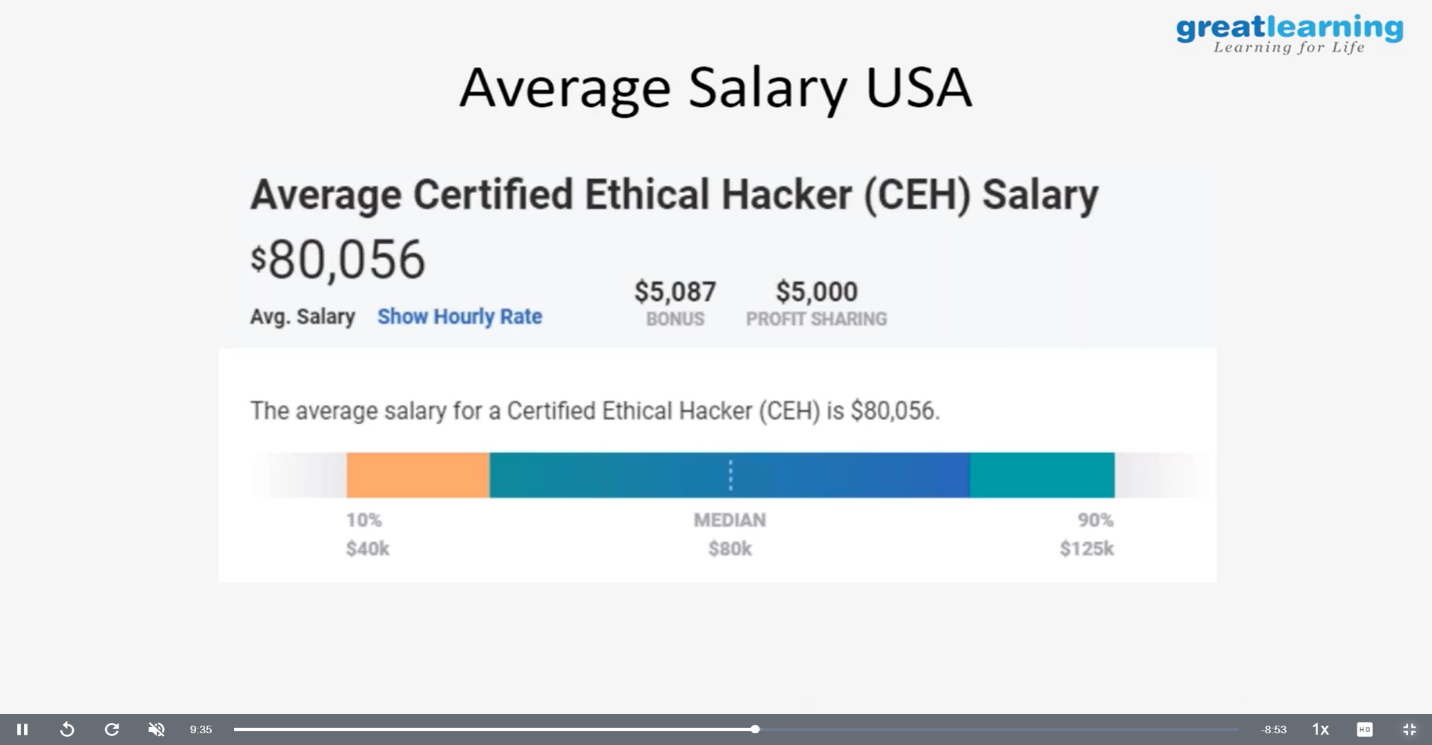 greatlearning
Learning for Life
Average Salary USA
Average Certified Ethical Hacker (CEH) Salary
$80,056
$5,087 $5,000
BONUS PROFIT SHARING
Avg. Salary Show Hourly Rate
The average salary for a Certified Ethical Hacker (CEH) is $80,056.
10% MEDIAN 90%
$40k $80k $125k
9:35 -8:53 1x HD